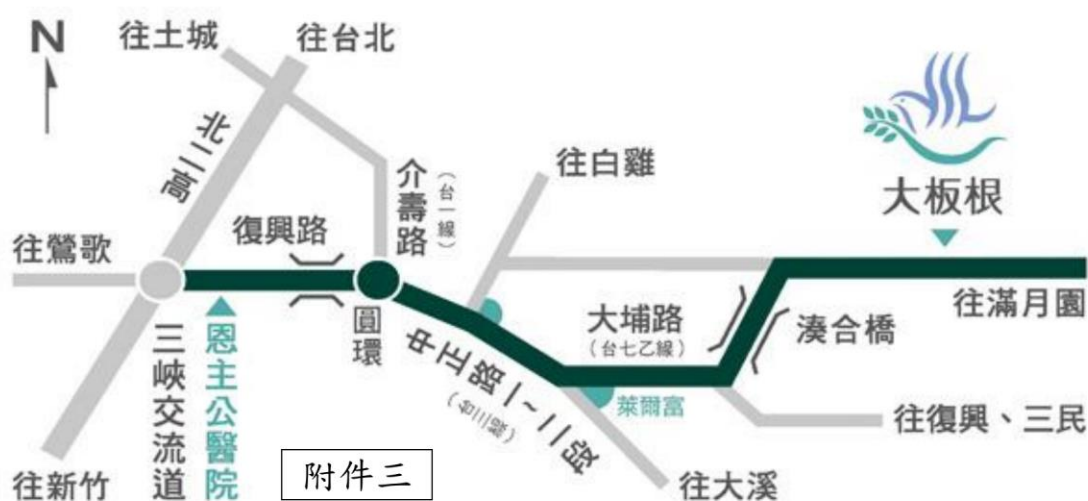 N
往土城
往台北
北二高
介壽路
（台一線）
往白雞
大板根
往鶯歌
復興路
往滿月園
圓環
大埔路
（台七乙線）
湊合橋
三峽交流道
恩主公醫院
中正路一～二段
（台三線）
萊爾富
往復興、三民
往新竹
附件三
往大溪